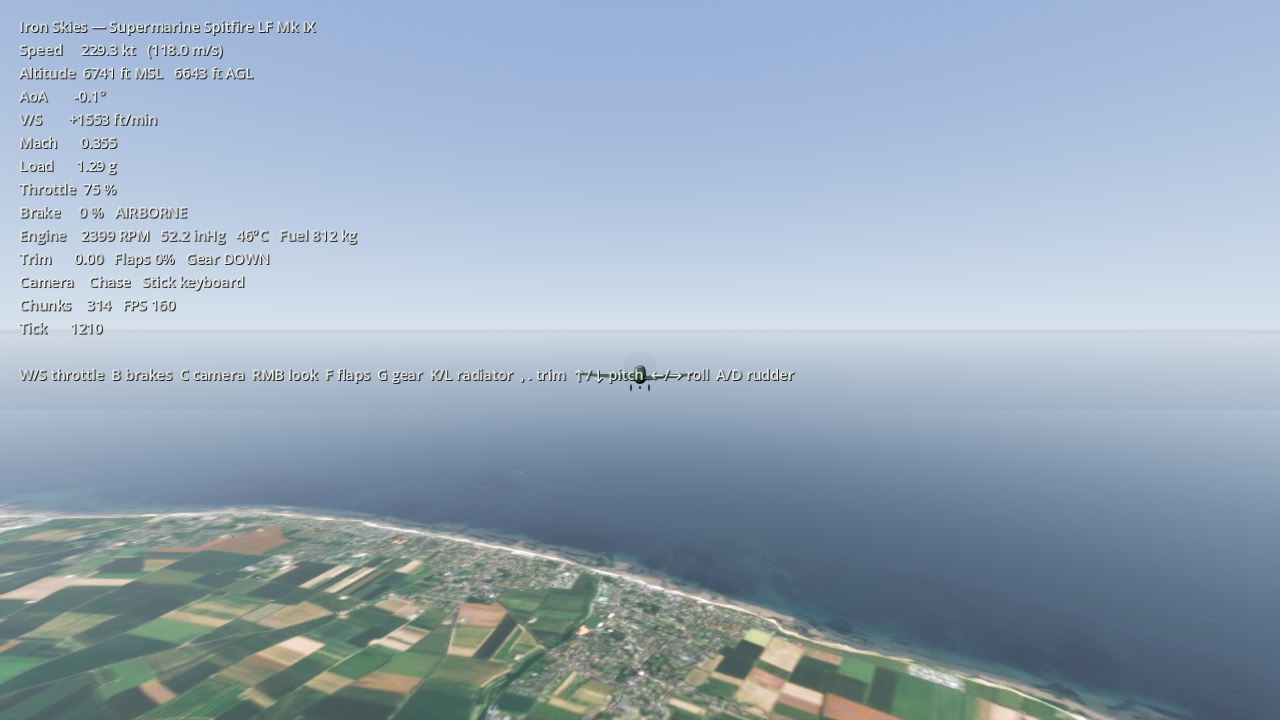 Iron Skies — Supermarine Spitfire LF Mk IX
Speed 229.3 kt (118.0 m/s)
Altitude 6741 ft MSL 6643 ft AGL
AoA -0.1°
V/S +1553 ft/min
Mach 0.355
Load 1.29 g
Throttle 75 %
Brake 0 % AIRBORNE
Engine 2399 RPM 52.2 inHg 46°C Fuel 812 kg
Trim 0.00 Flaps 0% Gear DOWN
Camera Chase Stick keyboard
Chunks 314 FPS 160
Tick 1210
W/S throttle B brakes C camera RMB look F flaps G gear K/L radiator , . trim ↑/↓ pitch ←/→ roll A/D rudder